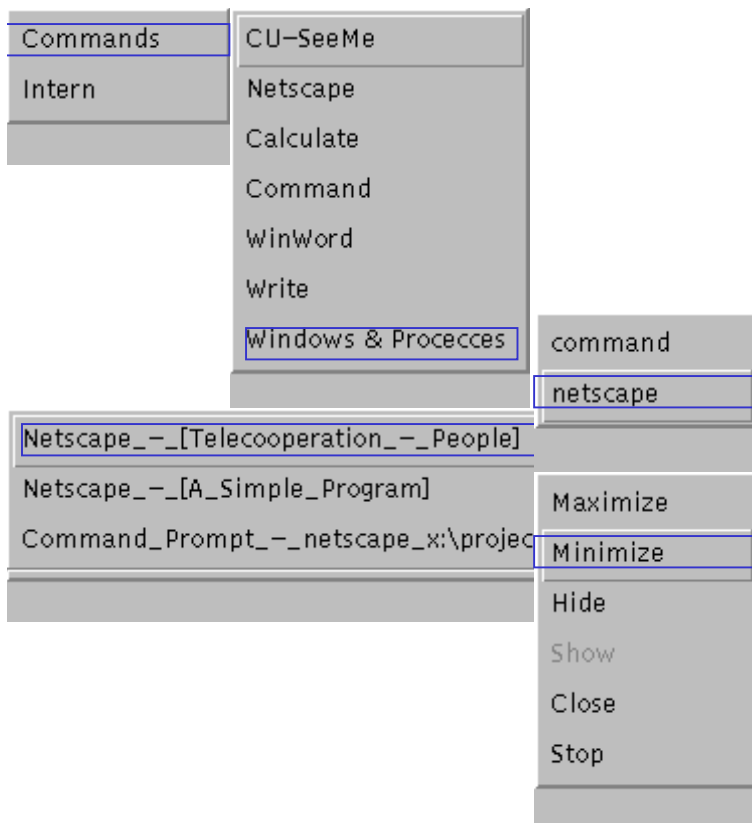 Commands
Intern
CU-SeeMe
Netscape
Calculate
Command
WinWord
Write
Windows & Procecces
command
netscape
Netscape_-_[Telecooperation_-_People]
Netscape_-_[A_Simple_Program]
Command_Prompt_-_netscape_x:\projec
Maximize
Minimize
Hide
Show
Close
Stop